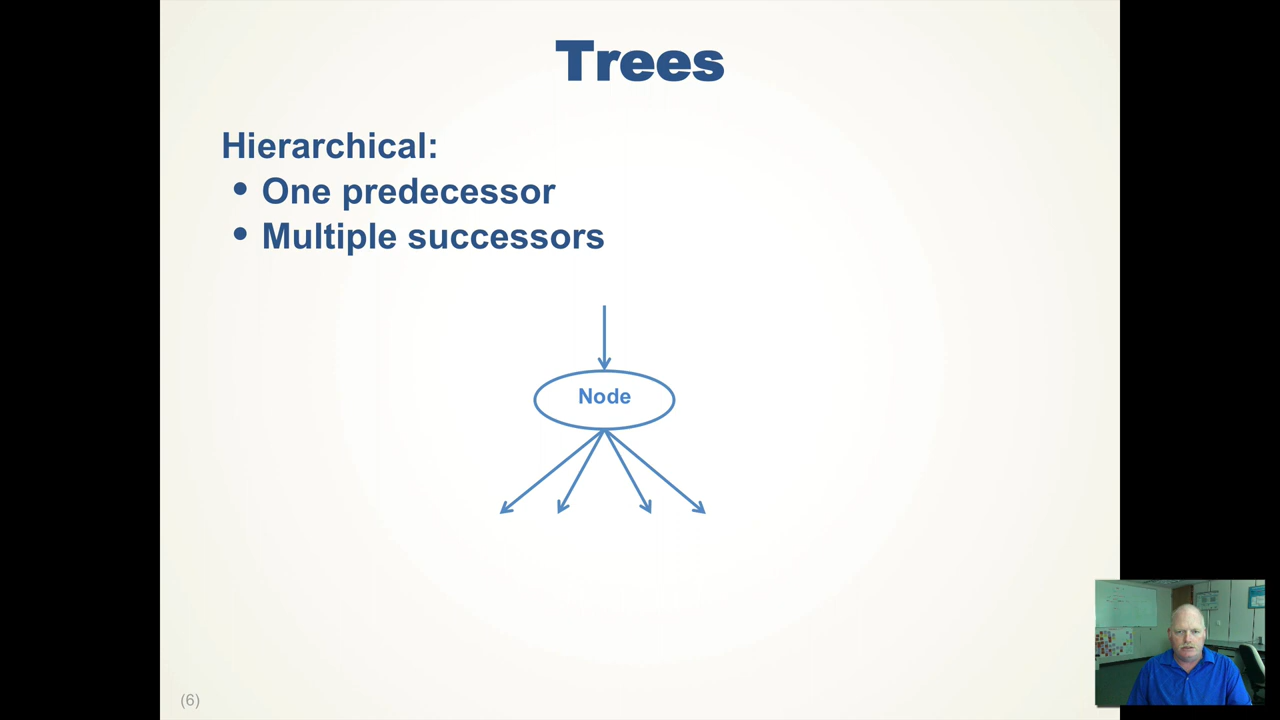 Trees
Hierarchical:
• One predecessor
• Multiple successors
Node
(6)